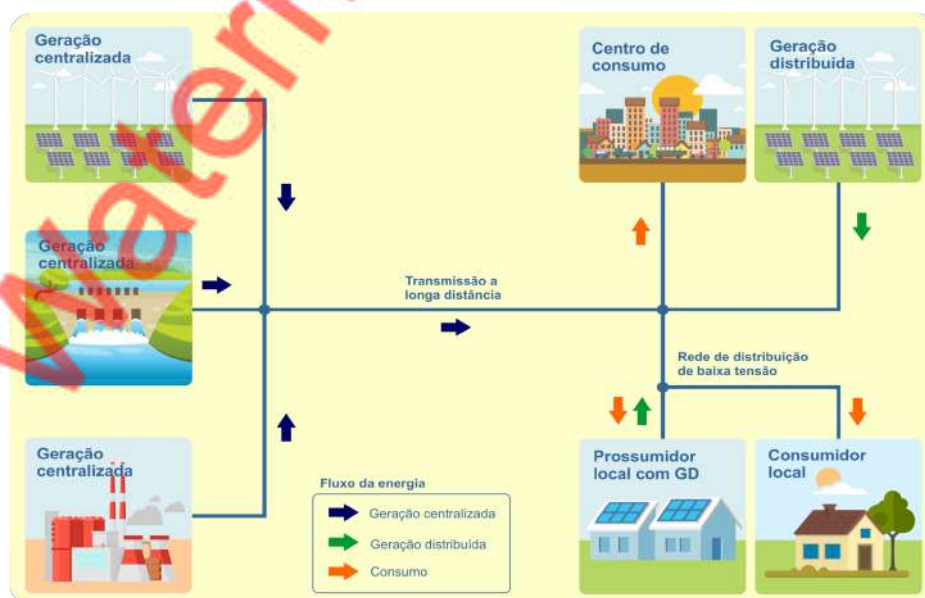 Geração
centralizada
Centro de
consumo
Geração
distribuída
Geração
centralizada
Transmissão a
longa distância
Rede de distribuição
de baixa tensão
Geração
centralizada
Prossumidor
local com GD
Consumidor
local
Fluxo da energia
Geração centralizada
Geração distribuída
Consumo